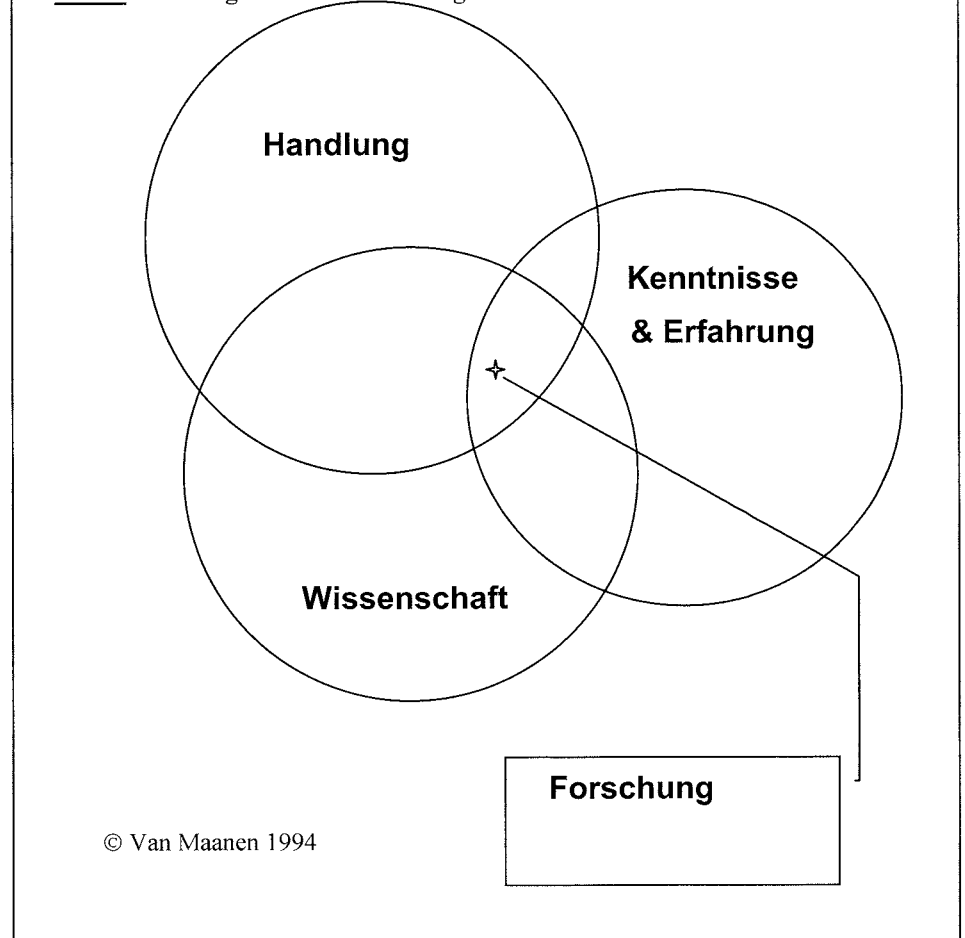 Handlung
Kenntnisse
& Erfahrung
Wissenschaft
Forschung
© Van Maanen 1994